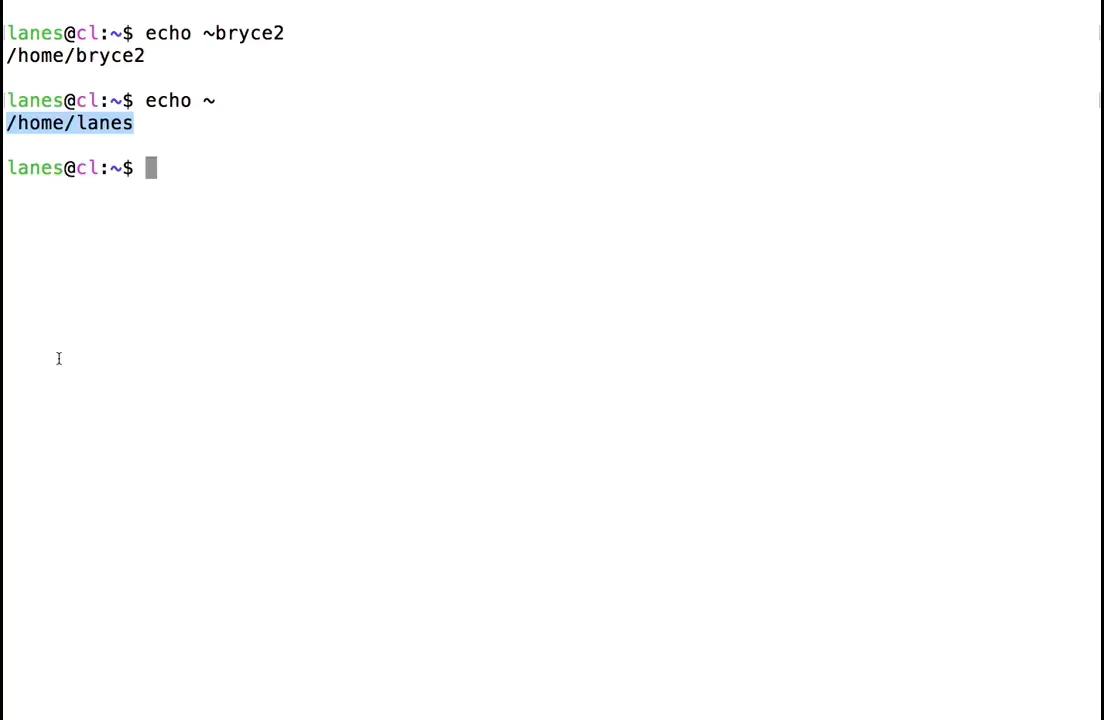 lanes@cl:~$ echo ~bryce2
/home/bryce2
lanes@cl:~$ echo ~
/home/lanes
lanes@cl:~$